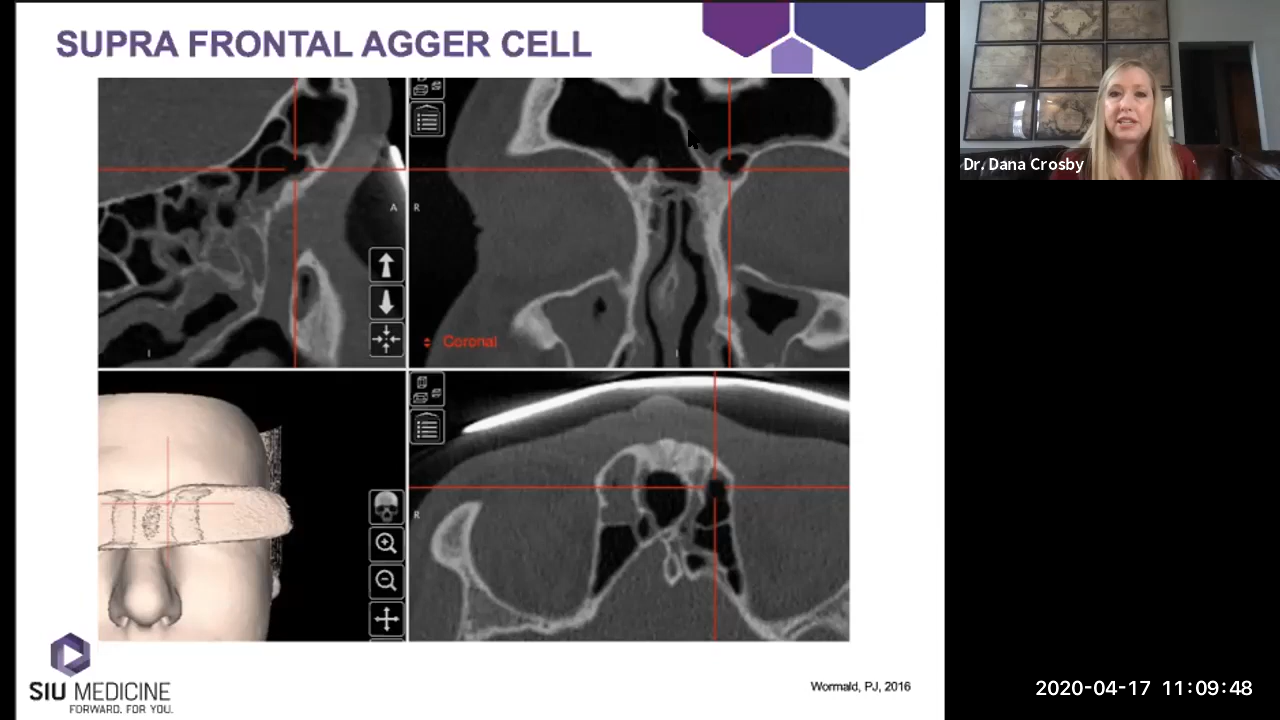 SUPRA FRONTAL AGGER CELL
Dr. Dana Crosby
A
R
I
Coronal
I
R
Wormald, PJ, 2016
SIU MEDICINE
FORWARD. FOR YOU.
2020-04-17 11:09:48